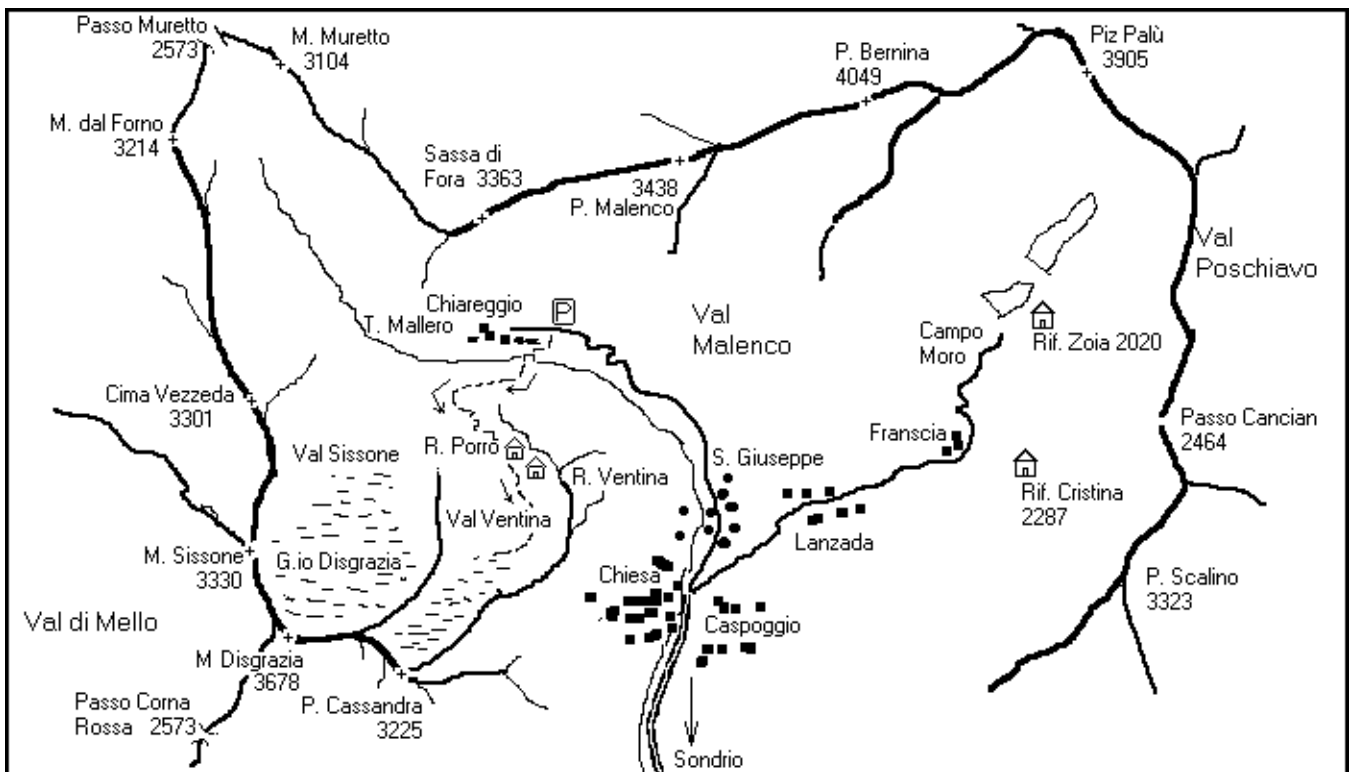 Passo Muretto
2573
M. Muretto
3104
Piz Palù
3905
P. Bernina
4049
M. dal Forno
3214
Sassa di
Fora 3363
3438
P. Malenco
Val
Poschiavo
Chiareggio
P
T. Mallero
Val
Malenco
Campo
Moro
Rif. Zoia 2020
Cima Vezzeda
3301
Passo Cancian
2464
Franscia
R. Porro
S. Giuseppe
Val Sissone
R. Ventina
Rif. Cristina
2287
Val Ventina
Lanzada
M. Sissone
3330
G.io Disgrazia
Chiesa
P. Scalino
3323
Val di Mello
Caspoggio
M Disgrazia
3678
Passo Corna
Rossa 2573
P. Cassandra
3225
Sondrio